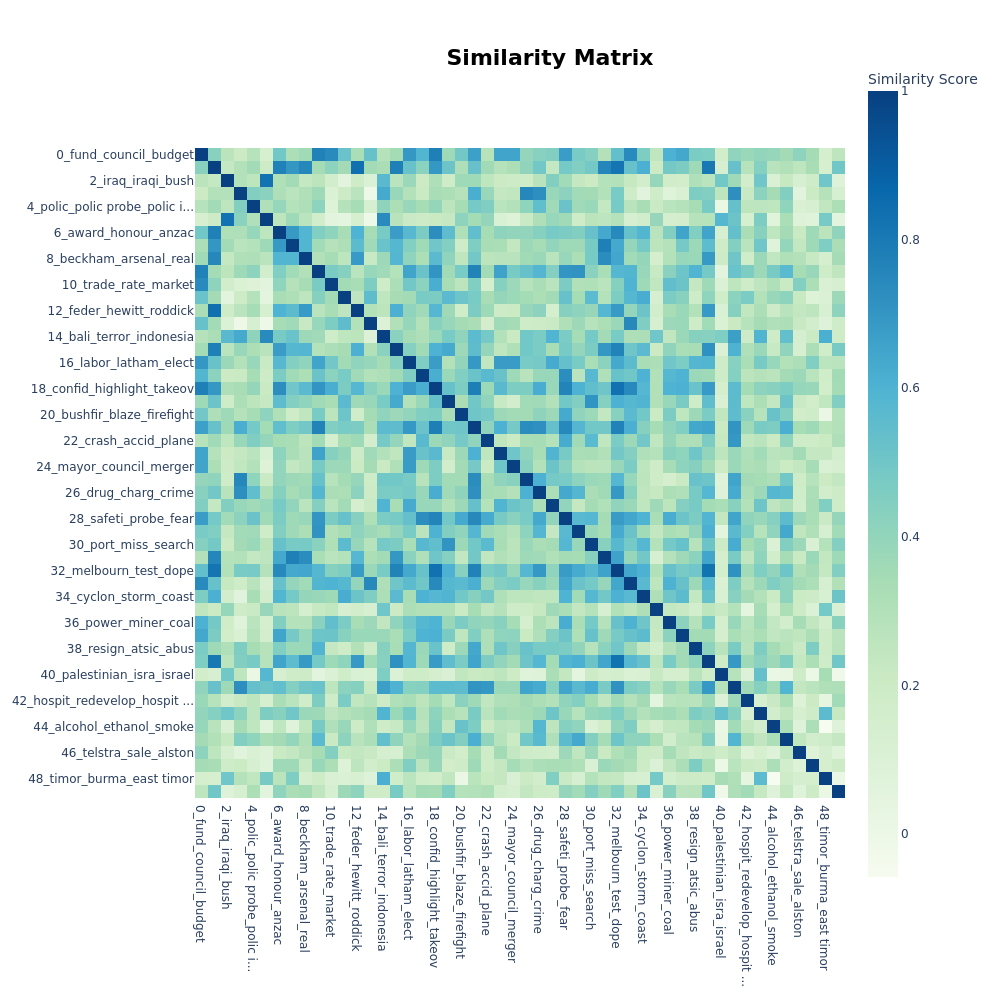 Similarity Matrix
Similarity Score
1
0.8
0.6
0.4
0.2
0
0_fund_council_budget
2_iraq_iraqi_bush
4_polic_polic probe_polic i...
6_award_honour_anzac
8_beckham_arsenal_real
10_trade_rate_market
12_feder_hewitt_roddick
14_bali_terror_indonesia
16_labor_latham_elect
18_confid_highlight_takeov
20_bushfir_blaze_firefight
22_crash_accid_plane
24_mayor_council_merger
26_drug_charg_crime
28_safeti_probe_fear
30_port_miss_search
32_melbourn_test_dope
34_cyclon_storm_coast
36_power_miner_coal
38_resign_atsic_abus
40_palestinian_isra_israel
42_hospit_redevelop_hospit ...
44_alcohol_ethanol_smoke
46_telstra_sale_alston
48_timor_burma_east timor
0_fund_council_budget
2_iraq_iraqi_bush
4_polic_polic probe_polic i...
6_award_honour_anzac
8_beckham_arsenal_real
10_trade_rate_market
12_feder_hewitt_roddick
14_bali_terror_indonesia
16_labor_latham_elect
18_confid_highlight_takeov
20_bushfir_blaze_firefight
22_crash_accid_plane
24_mayor_council_merger
26_drug_charg_crime
28_safeti_probe_fear
30_port_miss_search
32_melbourn_test_dope
34_cyclon_storm_coast
36_power_miner_coal
38_resign_atsic_abus
40_palestinian_isra_israel
42_hospit_redevelop_hospit ...
44_alcohol_ethanol_smoke
46_telstra_sale_alston
48_timor_burma_east timor